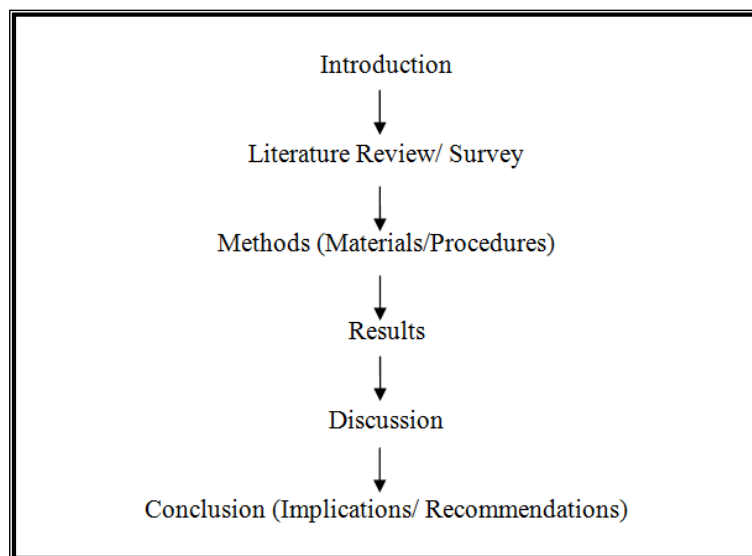 Introduction
Literature Review/ Survey
Methods (Materials/Procedures)
Results
Discussion
Conclusion (Implications/ Recommendations)